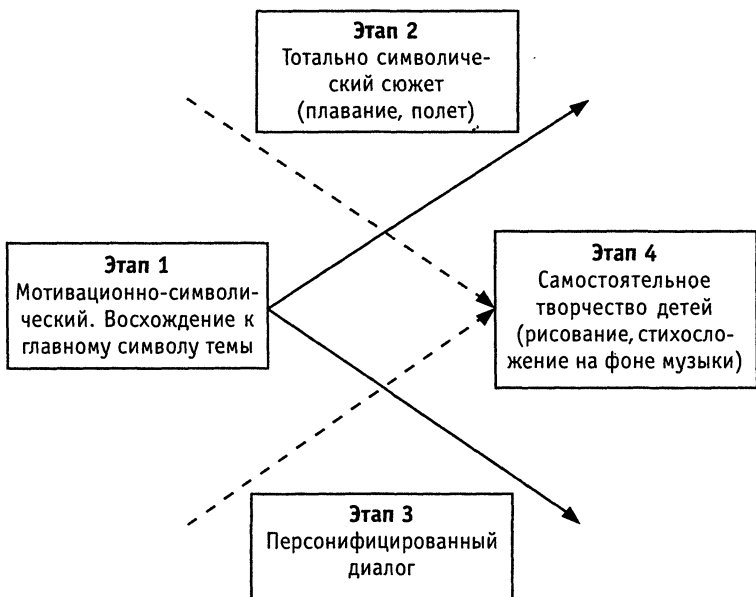 Этап 2
Тотально символиче-
ский сюжет
(плавание, полет)
Этап 1
Мотивационно-символи-
ческий. Восхождение к
главному символу темы
Этап 4
Самостоятельное
творчество детей
(рисование, стихосло-
жение на фоне музыки)
Этап 3
Персонифицированный
диалог